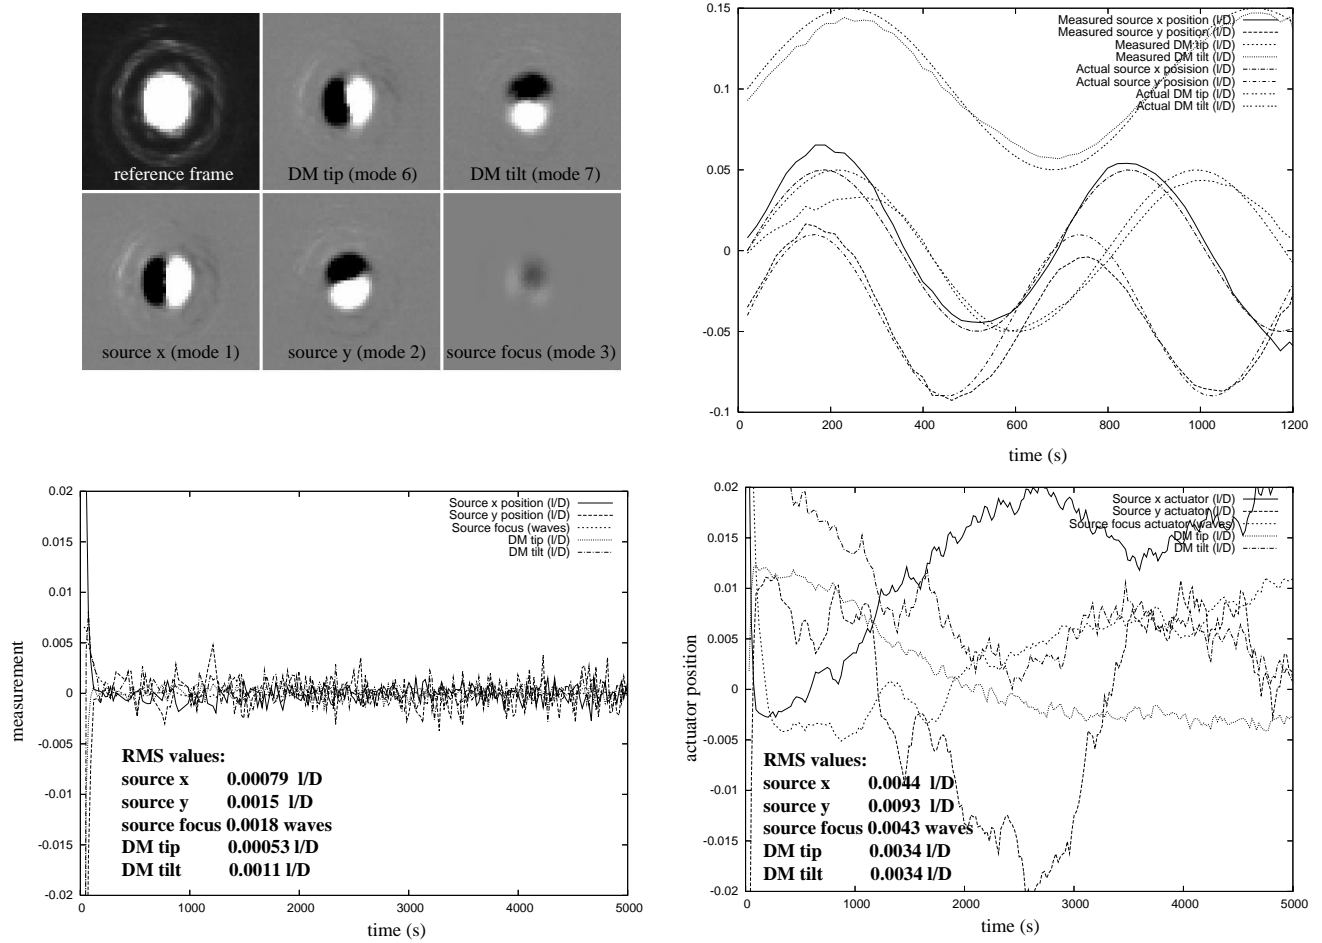 reference frame
DM tip (mode 6)
DM tilt (mode 7)
source x (mode 1)
source y (mode 2)
source focus (mode 3)
0.15
0.1
0.05
0
-0.05
-0.1
Measured source x position (l/D)
Measured source y position (l/D)
Measured DM tip (l/D)
Measured DM tilt (l/D)
Actual source x posision (l/D)
Actual source y posision (l/D)
Actual DM tip (l/D)
Actual DM tilt (l/D)
0 200 400 600 800 1000 1200
time (s)
0.02
0.015
0.01
0.005
0
-0.005
-0.01
-0.015
-0.02
measurement
Source x position (l/D)
Source y position (l/D)
Source focus (waves)
DM tip (l/D)
DM tilt (l/D)
RMS values:
source x 0.00079 l/D
source y 0.0015 l/D
source focus 0.0018 waves
DM tip 0.00053 l/D
DM tilt 0.0011 l/D
0 1000 2000 3000 4000 5000
time (s)
0.02
0.015
0.01
0.005
0
-0.005
-0.01
-0.015
-0.02
actuator position
Source x actuator (l/D)
Source y actuator (l/D)
Source focus actuator (waves)
DM tip (l/D)
DM tilt (l/D)
RMS values:
source x 0.0044 l/D
source y 0.0093 l/D
source focus 0.0043 waves
DM tip 0.0034 l/D
DM tilt 0.0034 l/D
0 1000 2000 3000 4000 5000
time (s)